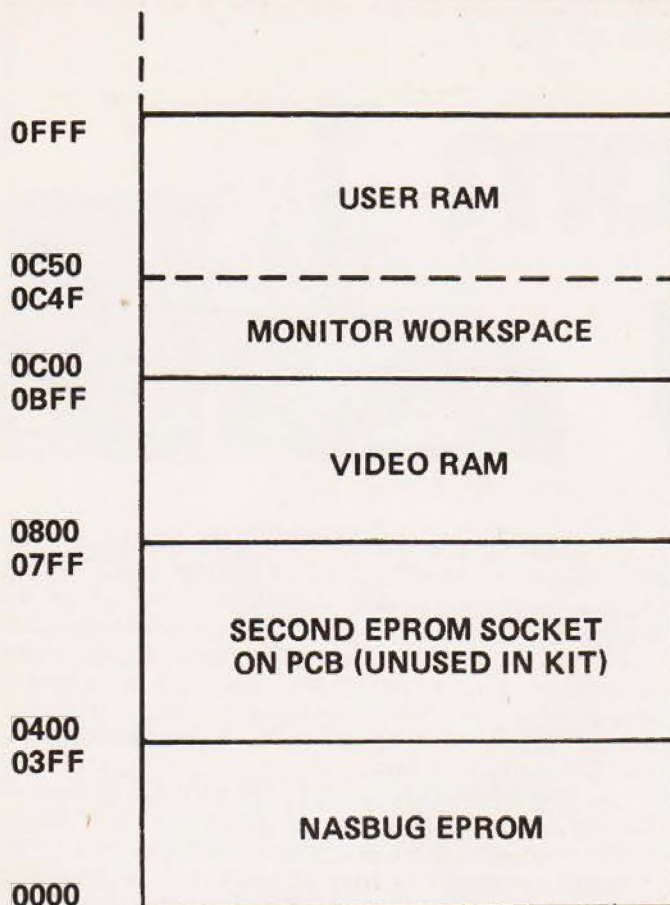 0FFF
USER RAM
0C50
0C4F
MONITOR WORKSPACE
0C00
0BFF
VIDEO RAM
0800
07FF
SECOND EPROM SOCKET
ON PCB (UNUSED IN KIT)
0400
03FF
NASBUG EPROM
0000